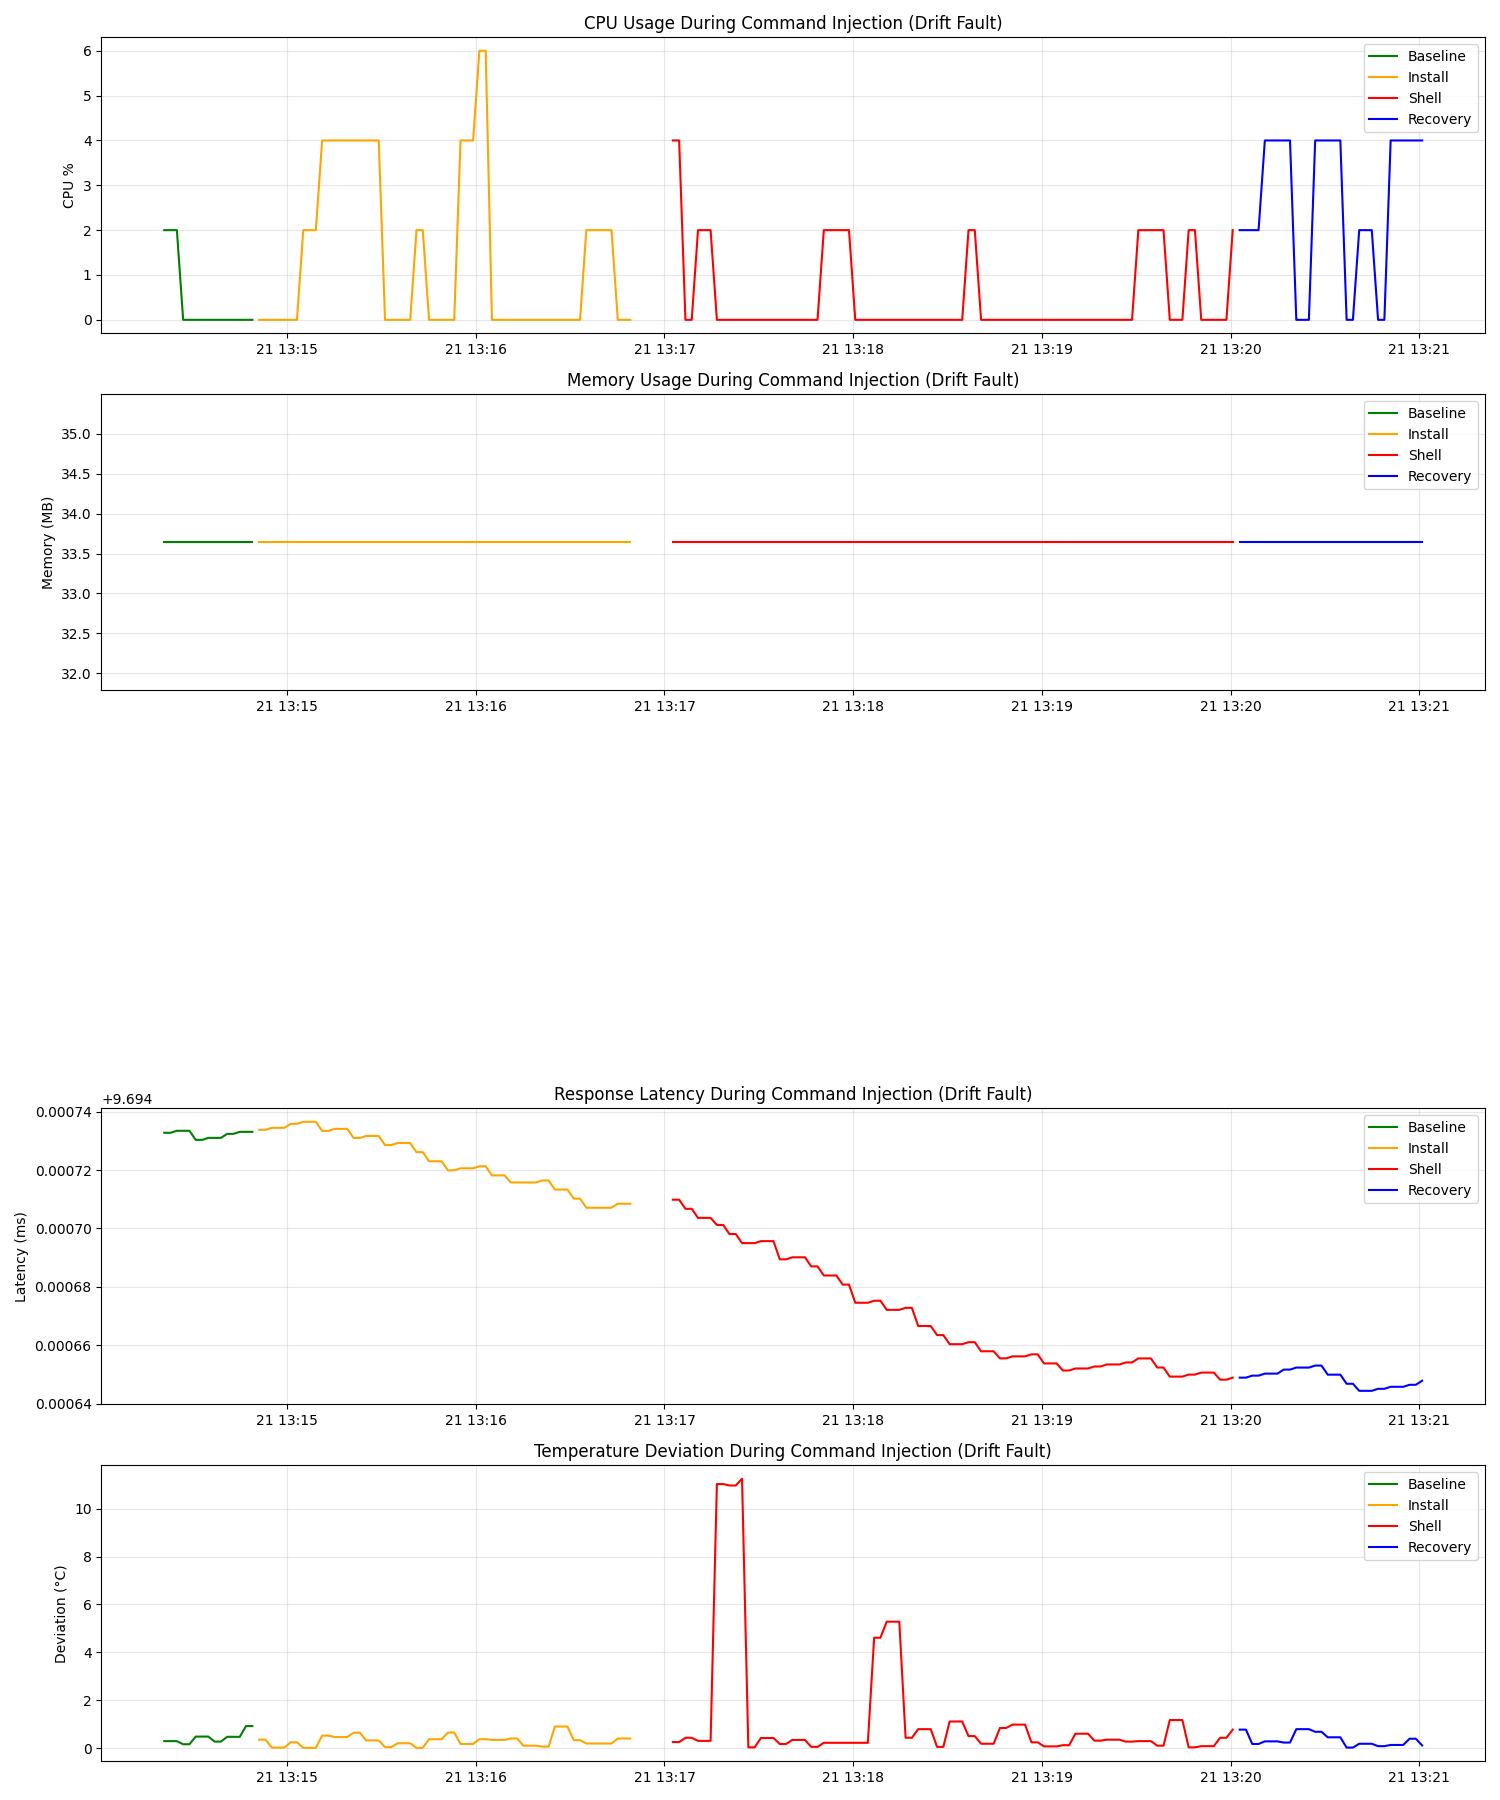 CPU Usage During Command Injection (Drift Fault)
CPU %
6
5
4
3
2
1
0
Baseline
Install
Shell
Recovery
21 13:15 21 13:16 21 13:17 21 13:18 21 13:19 21 13:20 21 13:21
Memory Usage During Command Injection (Drift Fault)
Memory (MB)
35.0
34.5
34.0
33.5
33.0
32.5
32.0
Baseline
Install
Shell
Recovery
21 13:15 21 13:16 21 13:17 21 13:18 21 13:19 21 13:20 21 13:21
Response Latency During Command Injection (Drift Fault)
+9.694
Latency (ms)
0.00074
0.00072
0.00070
0.00068
0.00066
0.00064
Baseline
Install
Shell
Recovery
21 13:15 21 13:16 21 13:17 21 13:18 21 13:19 21 13:20 21 13:21
Temperature Deviation During Command Injection (Drift Fault)
Deviation (°C)
10
8
6
4
2
0
Baseline
Install
Shell
Recovery
21 13:15 21 13:16 21 13:17 21 13:18 21 13:19 21 13:20 21 13:21